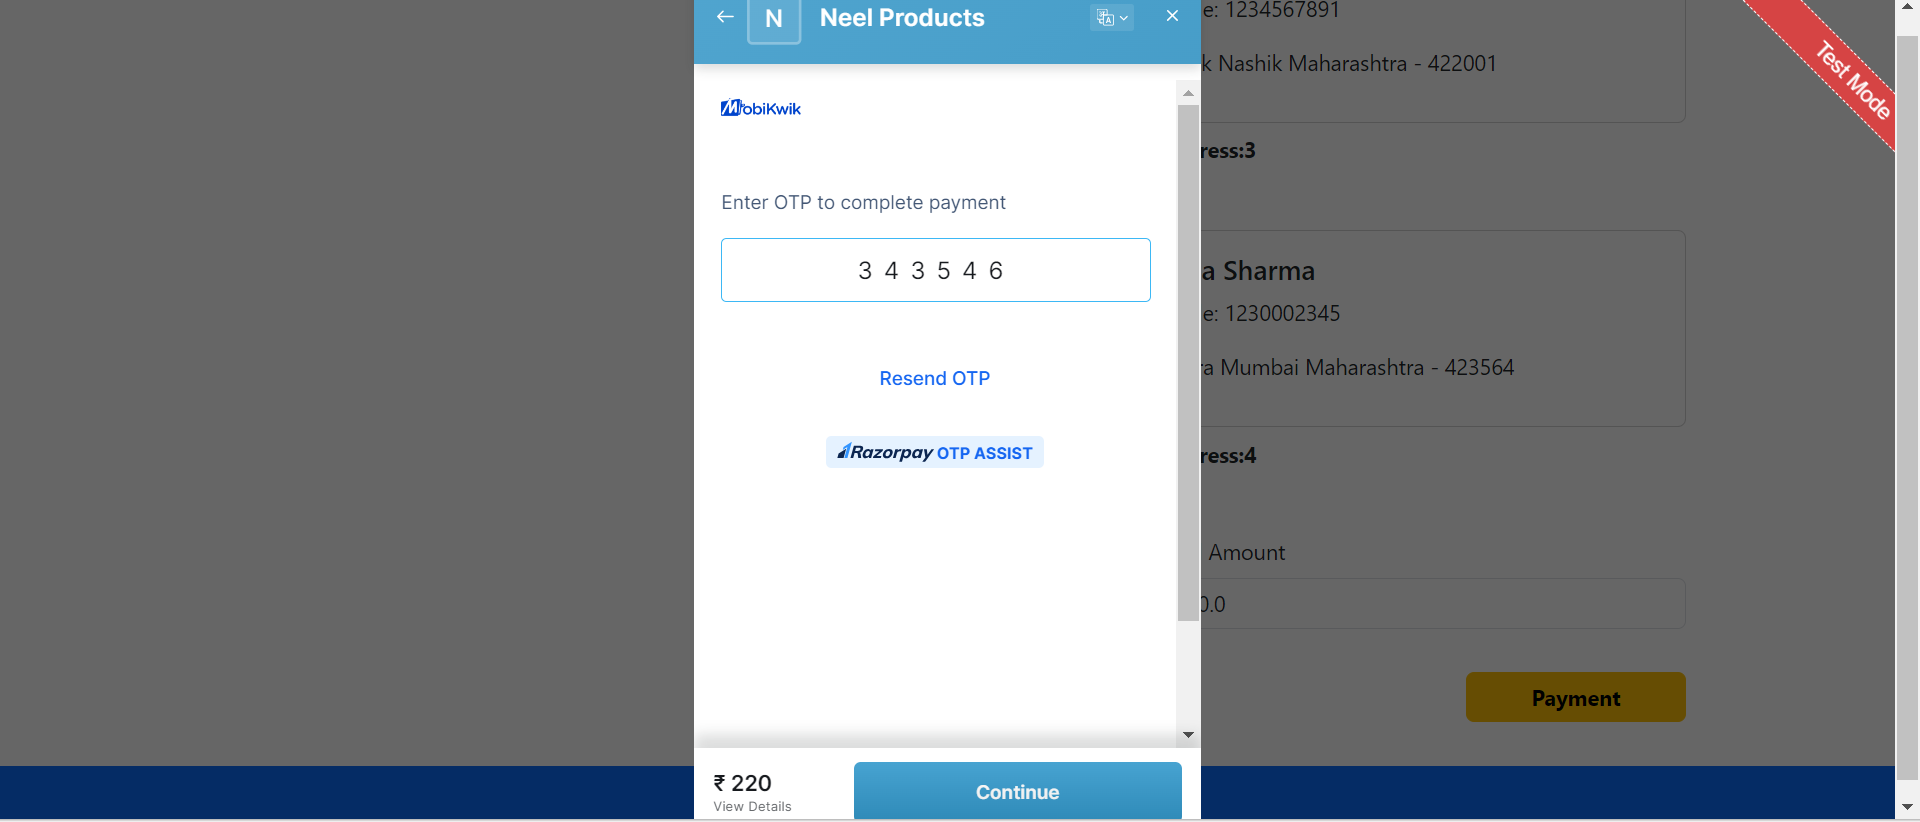 N
Neel Products
e: 1234567891
k Nashik Maharashtra - 422001
Test Mode
MobiKwik
ress:3
Enter OTP to complete payment
3 4 3 5 4 6
a Sharma
e: 1230002345
a Mumbai Maharashtra - 423564
Resend OTP
Razorpay OTP ASSIST
ress:4
Amount
0.0
Payment
₹ 220
View Details
Continue